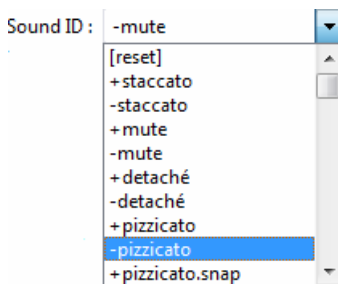 Sound ID : -mute
[reset]
+staccato
-staccato
+mute
-mute
+detaché
-detaché
+pizzicato
-pizzicato
+pizzicato.snap